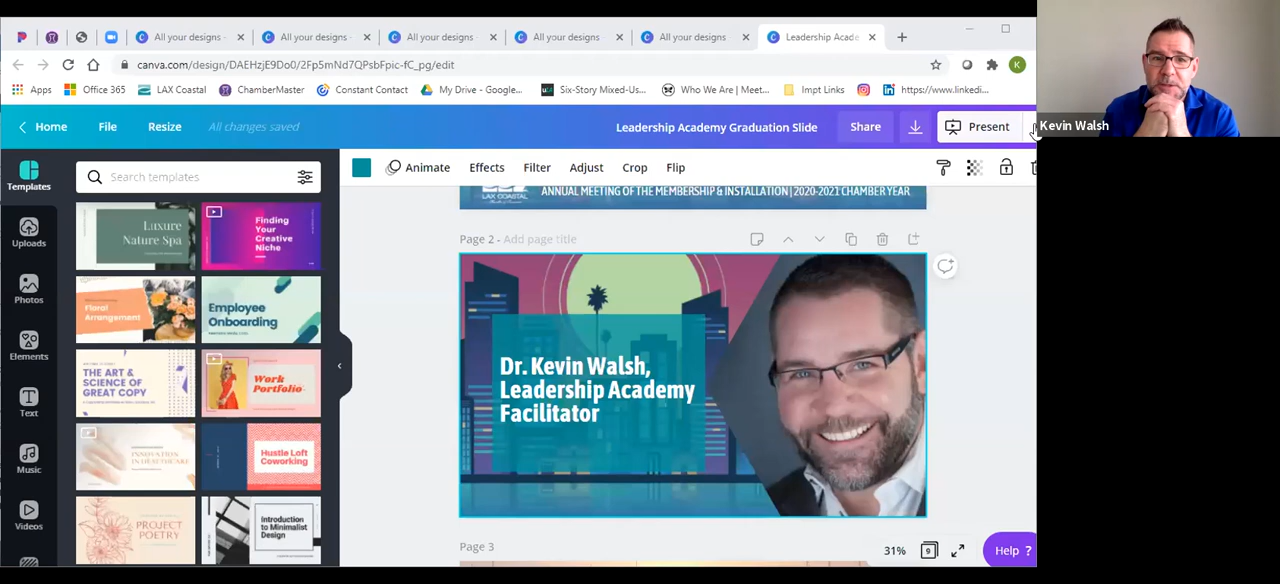 All your designs -
All your designs -
All your designs -
All your designs -
All your designs
Leadership Acade
canva.com/design/DAEHzjE9Do0/2Fp5mNd7QPsbFpic-fC_pg/edit
K
Apps
Office 365
LAX Coastal
ChamberMaster
Constant Contact
My Drive - Google...
Six-Story Mixed-Us...
Who We Are | Meet...
Impt Links
https://www.linkedi...
Home
File
Resize
All changes saved
Leadership Academy Graduation Slide
Share
Present
Kevin Walsh
Templates
Uploads
Photos
Elements
Text
Music
Videos
Search templates
Luxure
Nature Spa
Finding
Your
Creative
Niche
Floral
Arrangement
Employee
Onboarding
THE ART &
SCIENCE OF
GREAT COPY
Work
Portfolio
INNOVATION
IN HEALTHCARE
Hustle Loft
Coworking
PROJECT
POETRY
Introduction
to Minimalist
Design
Animate
Effects
Filter
Adjust
Crop
Flip
LAX COASTAL
ANNUAL MEETING OF THE MEMBERSHIP & INSTALLATION | 2020-2021 CHAMBER YEAR
Page 2 - Add page title
Dr. Kevin Walsh,
Leadership Academy
Facilitator
Page 3
31%
9
Help ?